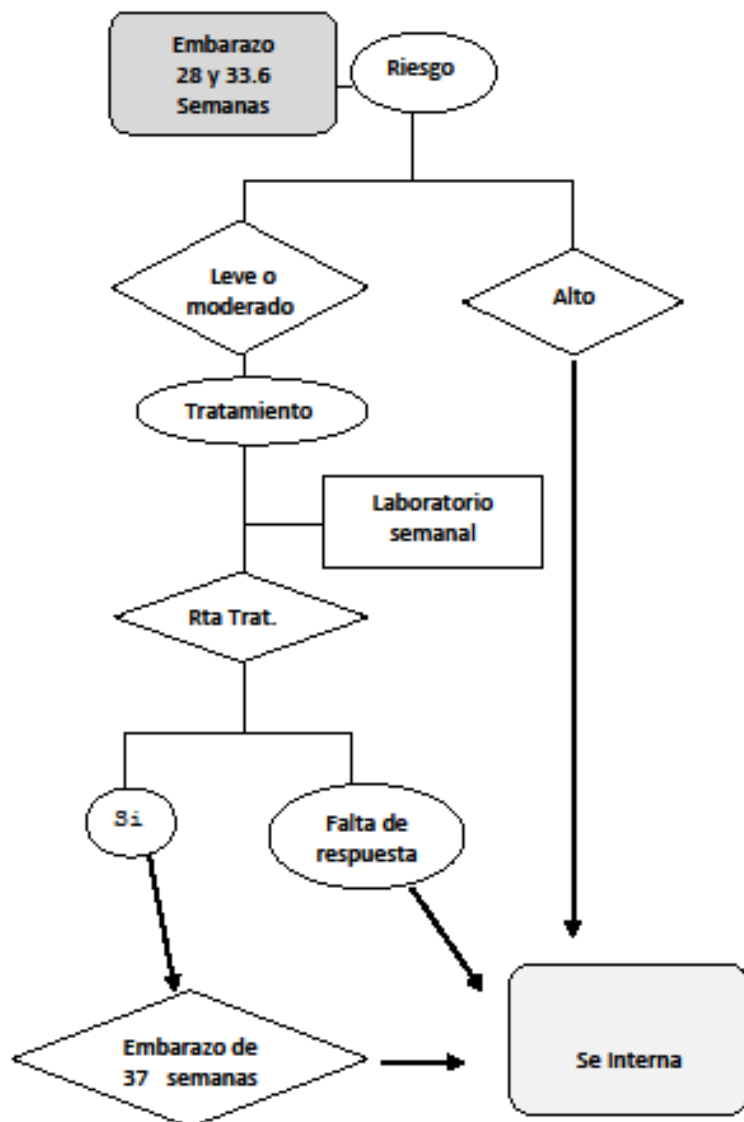 Embarazo
28 y 33.6
Semanas
Riesgo
Leve o
moderado
Alto
Tratamiento
Laboratorio
semanal
Rta Trat.
Si
Falta de
respuesta
Embarazo de
37 semanas
Se Interna